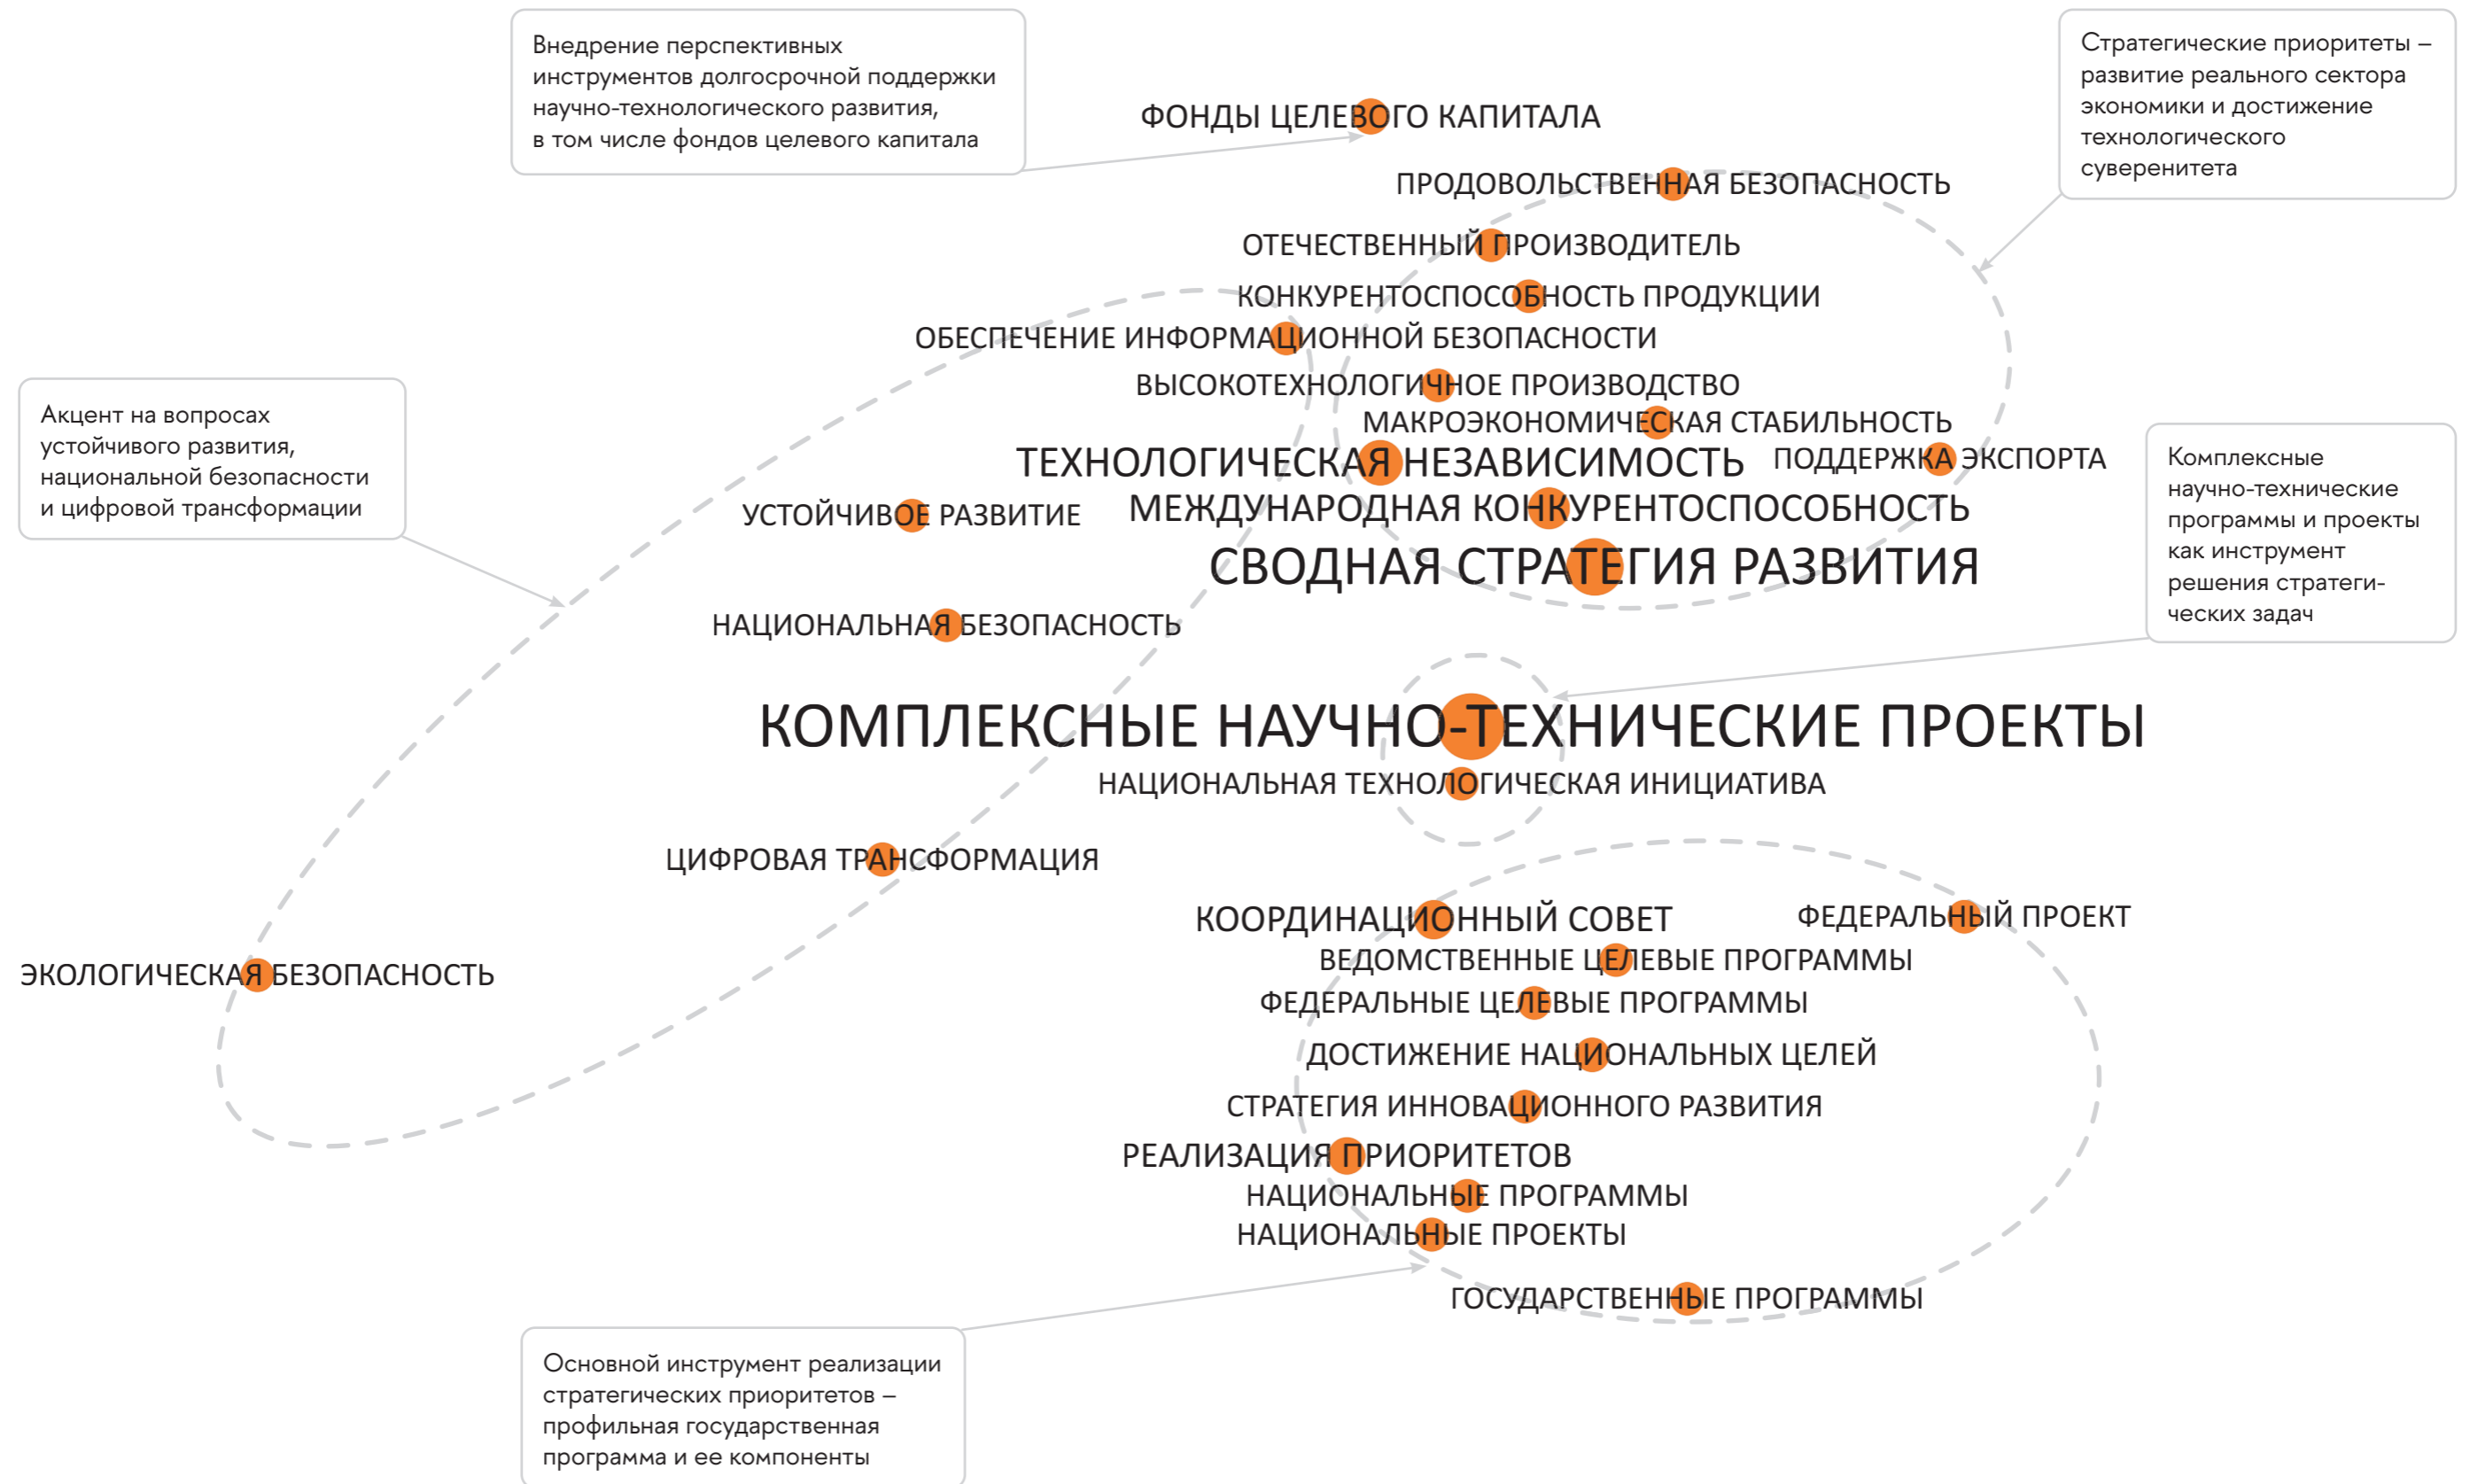 Внедрение перспективных
инструментов долгосрочной поддержки
научно-технологического развития,
в том числе фондов целевого капитала
Стратегические приоритеты –
развитие реального сектора
экономики и достижение
технологического
суверенитета
ФОНДЫ ЦЕЛЕВОГО КАПИТАЛА
ПРОДОВОЛЬСТВЕННАЯ БЕЗОПАСНОСТЬ
ОТЕЧЕСТВЕННЫЙ ПРОИЗВОДИТЕЛЬ
КОНКУРЕНТОСПОСОБНОСТЬ ПРОДУКЦИИ
ОБЕСПЕЧЕНИЕ ИНФОРМАЦИОННОЙ БЕЗОПАСНОСТИ
ВЫСОКОТЕХНОЛОГИЧНОЕ ПРОИЗВОДСТВО
МАКРОЭКОНОМИЧЕСКАЯ СТАБИЛЬНОСТЬ
ТЕХНОЛОГИЧЕСКАЯ НЕЗАВИСИМОСТЬ
ПОДДЕРЖКА ЭКСПОРТА
Акцент на вопросах
устойчивого развития,
национальной безопасности
и цифровой трансформации
Комплексные
научно-технические
программы и проекты
как инструмент
решения стратеги-
ческих задач
УСТОЙЧИВОЕ РАЗВИТИЕ
МЕЖДУНАРОДНАЯ КОНКУРЕНТОСПОСОБНОСТЬ
СВОДНАЯ СТРАТЕГИЯ РАЗВИТИЯ
НАЦИОНАЛЬНАЯ БЕЗОПАСНОСТЬ
КОМПЛЕКСНЫЕ НАУЧНО-ТЕХНИЧЕСКИЕ ПРОЕКТЫ
НАЦИОНАЛЬНАЯ ТЕХНОЛОГИЧЕСКАЯ ИНИЦИАТИВА
ЦИФРОВАЯ ТРАНСФОРМАЦИЯ
КООРДИНАЦИОННЫЙ СОВЕТ
ФЕДЕРАЛЬНЫЙ ПРОЕКТ
ВЕДОМСТВЕННЫЕ ЦЕЛЕВЫЕ ПРОГРАММЫ
ЭКОЛОГИЧЕСКАЯ БЕЗОПАСНОСТЬ
ФЕДЕРАЛЬНЫЕ ЦЕЛЕВЫЕ ПРОГРАММЫ
ДОСТИЖЕНИЕ НАЦИОНАЛЬНЫХ ЦЕЛЕЙ
СТРАТЕГИЯ ИННОВАЦИОННОГО РАЗВИТИЯ
РЕАЛИЗАЦИЯ ПРИОРИТЕТОВ
НАЦИОНАЛЬНЫЕ ПРОГРАММЫ
НАЦИОНАЛЬНЫЕ ПРОЕКТЫ
ГОСУДАРСТВЕННЫЕ ПРОГРАММЫ
Основной инструмент реализации
стратегических приоритетов –
профильная государственная
программа и ее компоненты